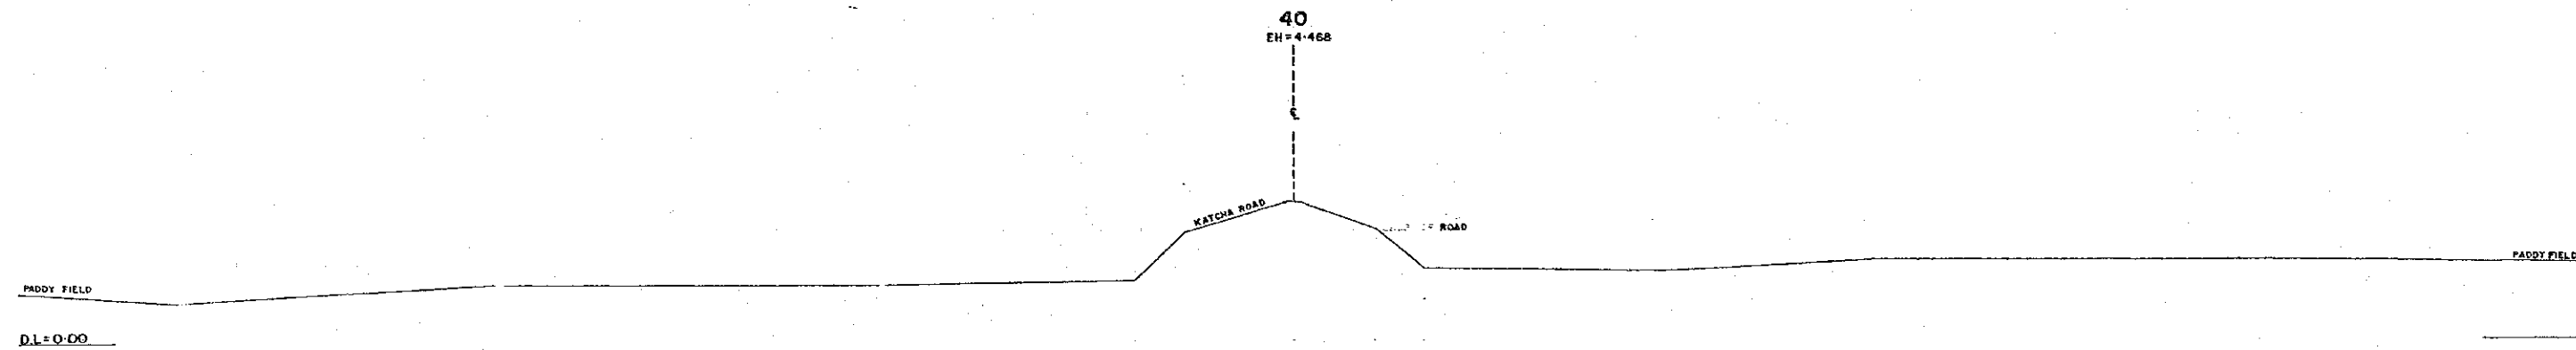 40
EH=4·468
℄
KATCHA ROAD
ROAD
PADDY FIELD
PADDY FIELD
D.L=0·00